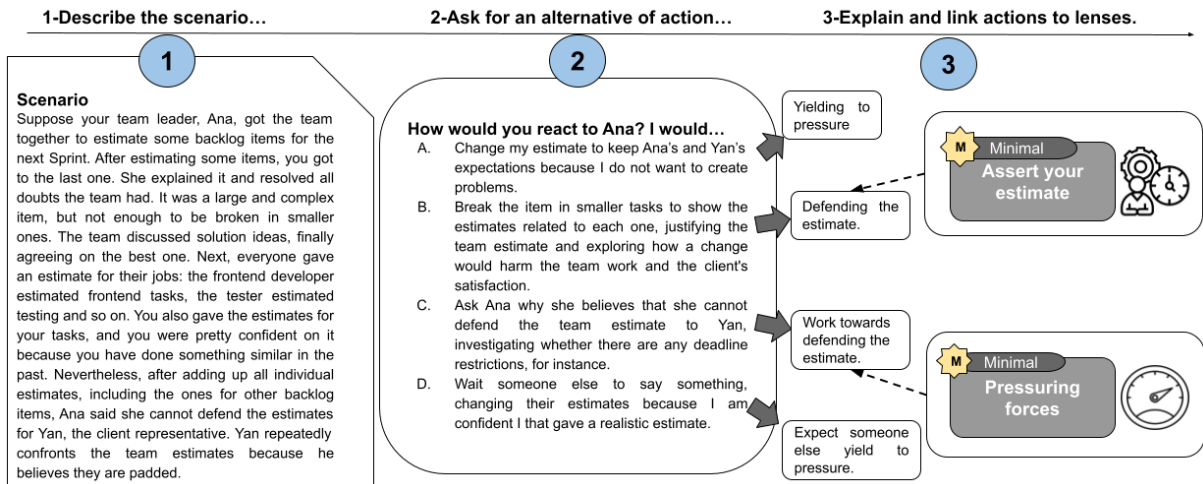 1-Describe the scenario…
2-Ask for an alternative of action…
3-Explain and link actions to lenses.
1
2
3
Scenario
Suppose your team leader, Ana, got the team
together to estimate some backlog items for the
next Sprint. After estimating some items, you got
to the last one. She explained it and resolved all
doubts the team had. It was a large and complex
item, but not enough to be broken in smaller
ones. The team discussed solution ideas, finally
agreeing on the best one. Next, everyone gave
an estimate for their jobs: the frontend developer
estimated frontend tasks, the tester estimated
testing and so on. You also gave the estimates for
your tasks, and you were pretty confident on it
because you have done something similar in the
past. Nevertheless, after adding up all individual
estimates, including the ones for other backlog
items, Ana said she cannot defend the estimates
for Yan, the client representative. Yan repeatedly
confronts the team estimates because he
believes they are padded.
How would you react to Ana? I would…
A. Change my estimate to keep Ana's and Yan's
expectations because I do not want to create
problems.
B. Break the item in smaller tasks to show the
estimates related to each one, justifying the
team estimate and exploring how a change
would harm the team work and the client's
satisfaction.
C. Ask Ana why she believes that she cannot
defend the team estimate to Yan,
investigating whether there are any deadline
restrictions, for instance.
D. Wait someone else to say something,
changing their estimates because I am
confident I that gave a realistic estimate.
Yielding to
pressure
Defending the
estimate.
Work towards
defending the
estimate.
Expect someone
else yield to
pressure.
M
Minimal
Assert your
estimate
M
Minimal
Pressuring
forces